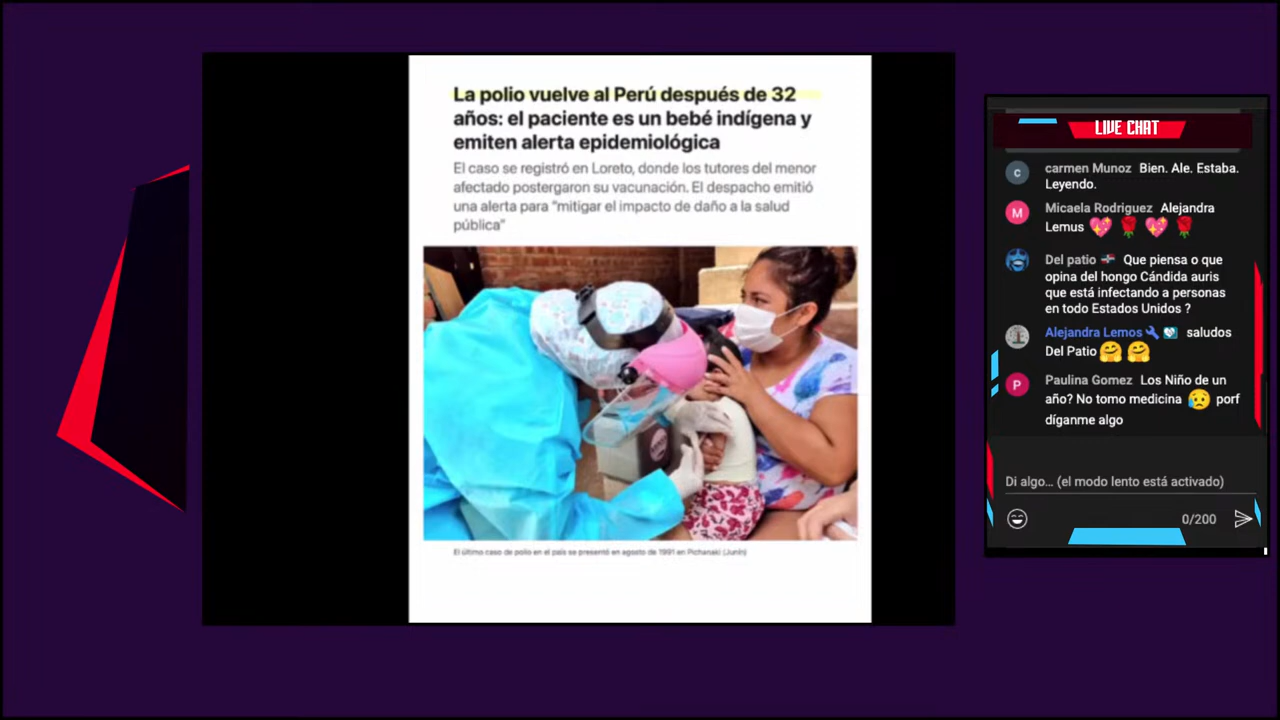 La polio vuelve al Perú después de 32
años: el paciente es un bebé indígena y
emiten alerta epidemiológica
El caso se registró en Loreto, donde los tutores del menor
afectado postergaron su vacunación. El despacho emitió
una alerta para "mitigar el impacto de daño a la salud
pública"
El último caso de polio en el país se presentó en agosto de 1991 en Pichanaki (Junín)
LIVE CHAT
c
carmen Munoz Bien. Ale. Estaba.
Leyendo.
M
Micaela Rodriguez Alejandra
Lemus 💖 🌹 💖 🌹
Del patio 🇩🇴 Que piensa o que
opina del hongo Cándida auris
que está infectando a personas
en todo Estados Unidos ?
Alejandra Lemos saludos
Del Patio 🤗 🤗
P
Paulina Gomez Los Niño de un
año? No tomo medicina 😥 porf
díganme algo
Di algo... (el modo lento está activado)
0/200